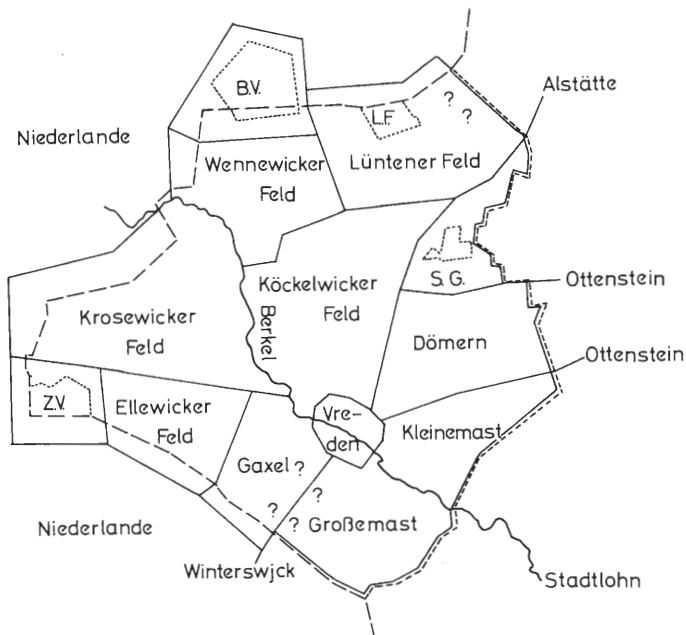 B.V.
Alstätte
?
?
L.F.
Niederlande
Wennewicker
Feld
Lüntener Feld
S.G.
Ottenstein
Köckelwicker
Feld
Krosewicker
Feld
Berkel
Dömern
Ottenstein
Z.V.
Ellewicker
Feld
Vre-
den
Kleinemast
Gaxel ?
?
?
?
Großemast
Niederlande
Winterswjck
Stadtlohn